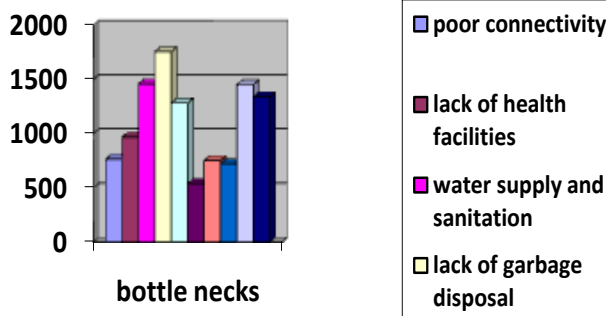 2000
1500
1000
500
0
bottle necks
poor connectivity
lack of health
facilities
water supply and
sanitation
lack of garbage
disposal